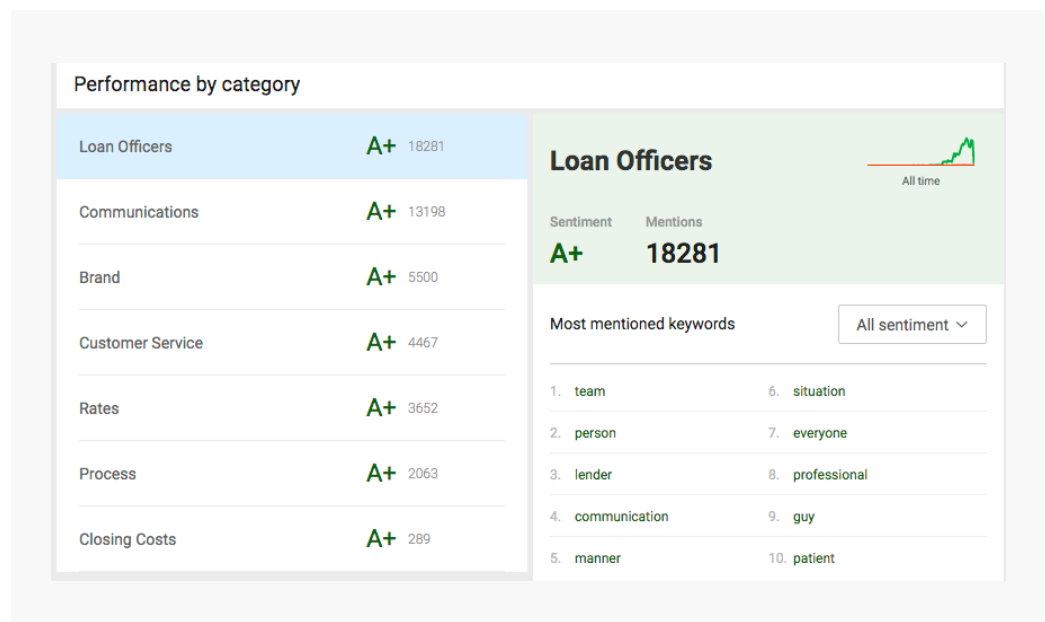 Performance by category
Loan Officers A+ 18281
Communications A+ 13198
Brand A+ 5500
Customer Service A+ 4467
Rates A+ 3652
Process A+ 2063
Closing Costs A+ 289
Loan Officers
All time
Sentiment Mentions
A+ 18281
Most mentioned keywords All sentiment
1. team 6. situation
2. person 7. everyone
3. lender 8. professional
4. communication 9. guy
5. manner 10. patient